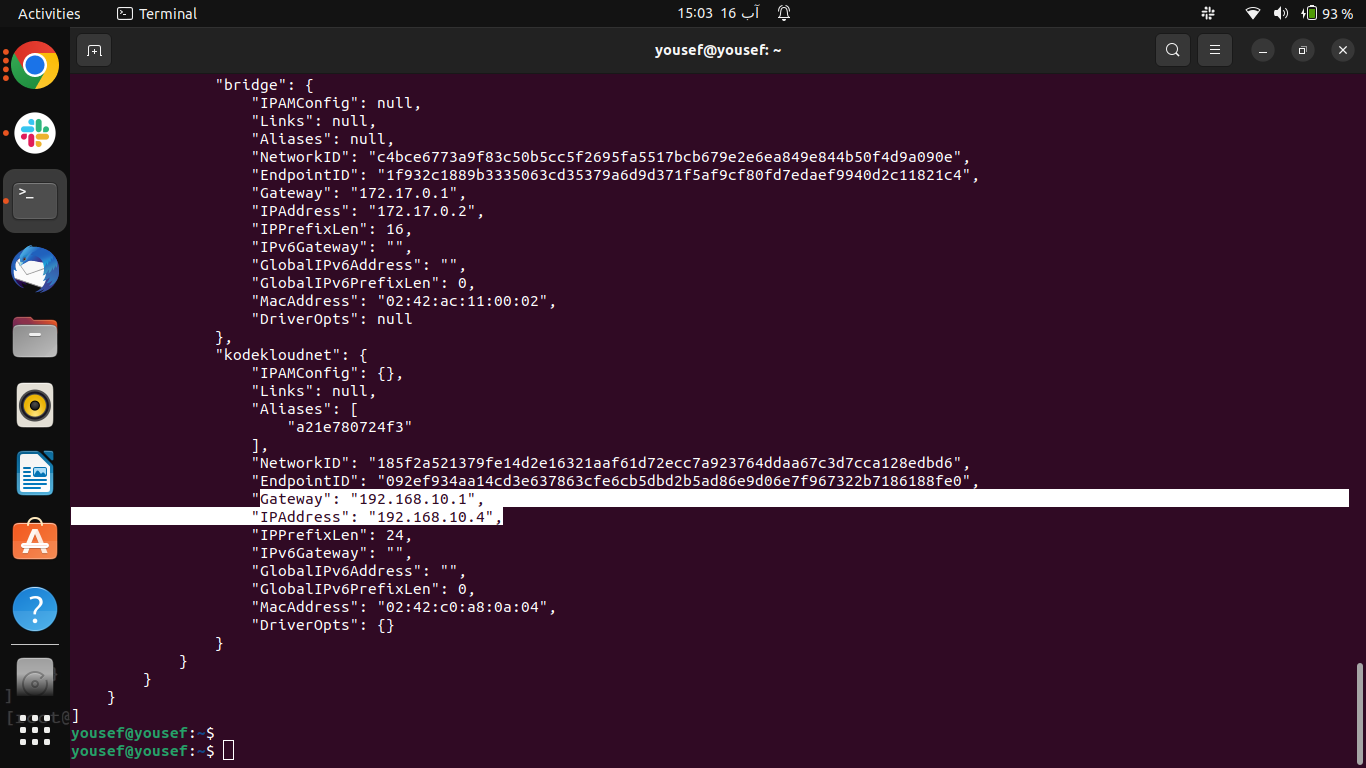 Activities
Terminal
15:03 16 آب
93 %
yousef@yousef: ~
"bridge": {
"IPAMConfig": null,
"Links": null,
"Aliases": null,
"NetworkID": "c4bce6773a9f83c50b5cc5f2695fa5517bcb679e2e6ea849e844b50f4d9a090e",
"EndpointID": "1f932c1889b3335063cd35379a6d9d371f5af9cf80fd7edaef9940d2c11821c4",
"Gateway": "172.17.0.1",
"IPAddress": "172.17.0.2",
"IPPrefixLen": 16,
"IPv6Gateway": "",
"GlobalIPv6Address": "",
"GlobalIPv6PrefixLen": 0,
"MacAddress": "02:42:ac:11:00:02",
"DriverOpts": null
},
"kodekloudnet": {
"IPAMConfig": {},
"Links": null,
"Aliases": [
"a21e780724f3"
],
"NetworkID": "185f2a521379fe14d2e16321aaf61d72ecc7a923764ddaa67c3d7cca128edbd6",
"EndpointID": "092ef934aa14cd3e637863cfe6cb5dbd2b5ad86e9d06e7f967322b7186188fe0",
"Gateway": "192.168.10.1",
"IPAddress": "192.168.10.4",
"IPPrefixLen": 24,
"IPv6Gateway": "",
"GlobalIPv6Address": "",
"GlobalIPv6PrefixLen": 0,
"MacAddress": "02:42:c0:a8:0a:04",
"DriverOpts": {}
}
}
}
}
]
yousef@yousef:~$
yousef@yousef:~$